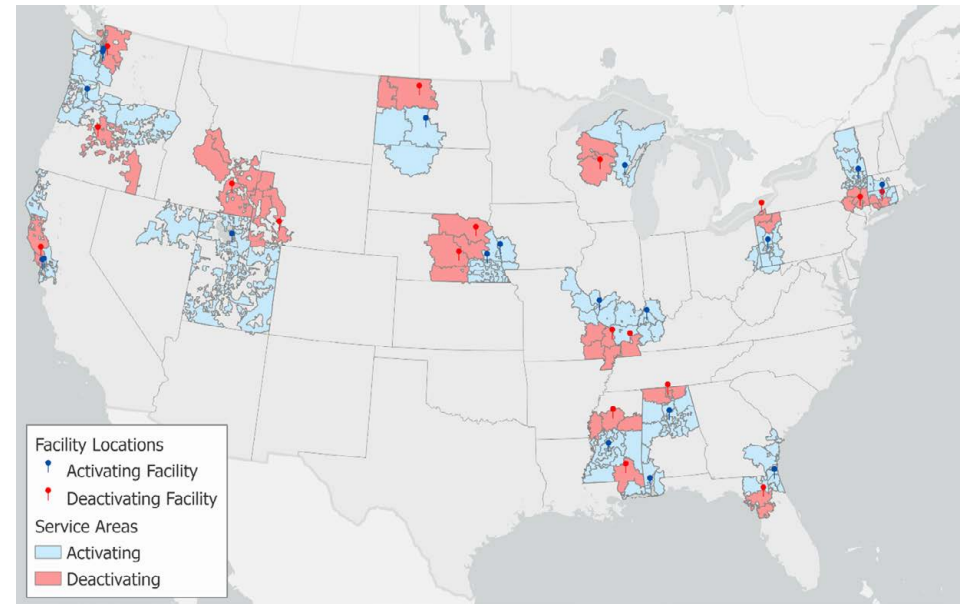 Facility Locations
Activating Facility
Deactivating Facility
Service Areas
Activating
Deactivating